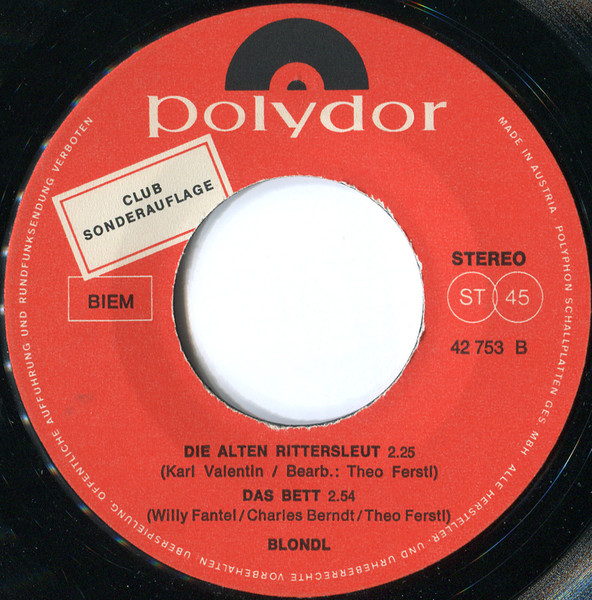 polydor
CLUB
SONDERAUFLAGE
BIEM
STEREO
ST 45
42 753 B
DIE ALTEN RITTERSLEUT 2.25
(Karl Valentin / Bearb.: Theo Ferstl)
DAS BETT 2.54
(Willy Fantel/Charles Berndt/Theo Ferstl)
BLONDL
MADE IN AUSTRIA · POLYPHON SCHALLPLATTEN GES MBH · ALLE HERSTELLER- UND URHEBERRECHTE VORBEHALTEN. ÜBERSPIELUNG, ÖFFENTLICHE AUFFÜHRUNG UND RUNDFUNKSENDUNG VERBOTEN